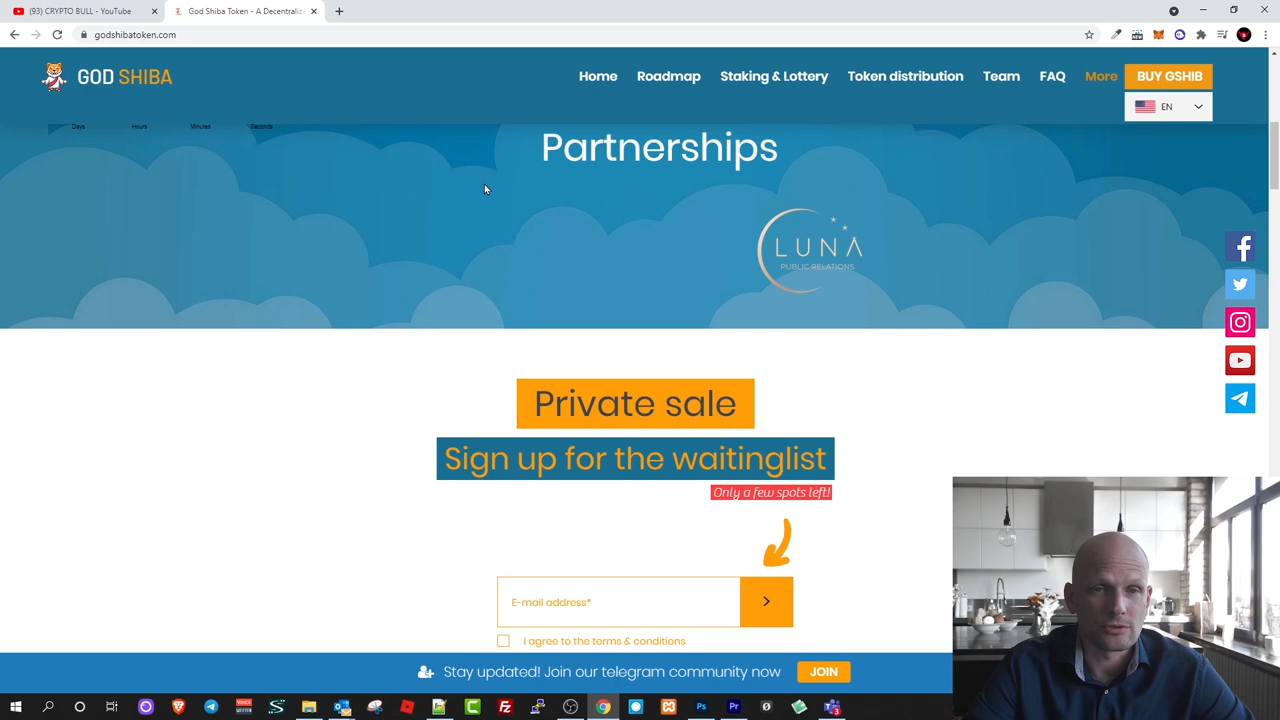 (93) CRYPTO BULL - YouTube
God Shiba Token - A Decentraliz
godshibatoken.com
GOD SHIBA
Home
Roadmap
Staking & Lottery
Token distribution
Team
FAQ
More
BUY GSHIB
EN
Days
Hours
Minutes
Seconds
Partnerships
LUNA
PUBLIC RELATIONS
Private sale
Sign up for the waitinglist
Only a few spots left!
E-mail address*
>
I agree to the terms & conditions
Stay updated! Join our telegram community now
JOIN